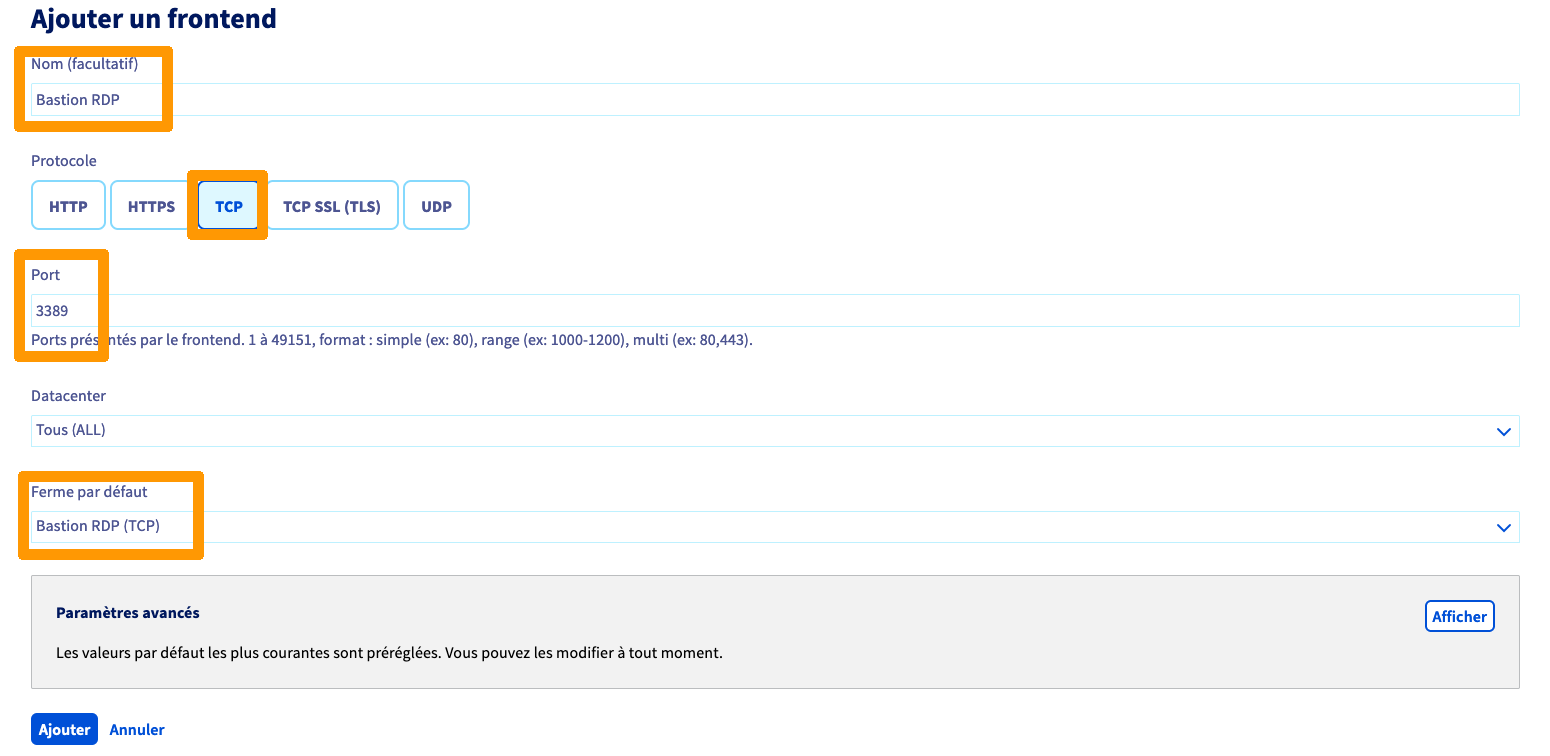 Ajouter un frontend
Nom (facultatif)
Bastion RDP
Protocole
HTTP HTTPS TCP TCP SSL (TLS) UDP
Port
3389
Ports présentés par le frontend. 1 à 49151, format : simple (ex: 80), range (ex: 1000-1200), multi (ex: 80,443).
Datacenter
Tous (ALL)
Ferme par défaut
Bastion RDP (TCP)
Paramètres avancés
Afficher
Les valeurs par défaut les plus courantes sont préréglées. Vous pouvez les modifier à tout moment.
Ajouter Annuler